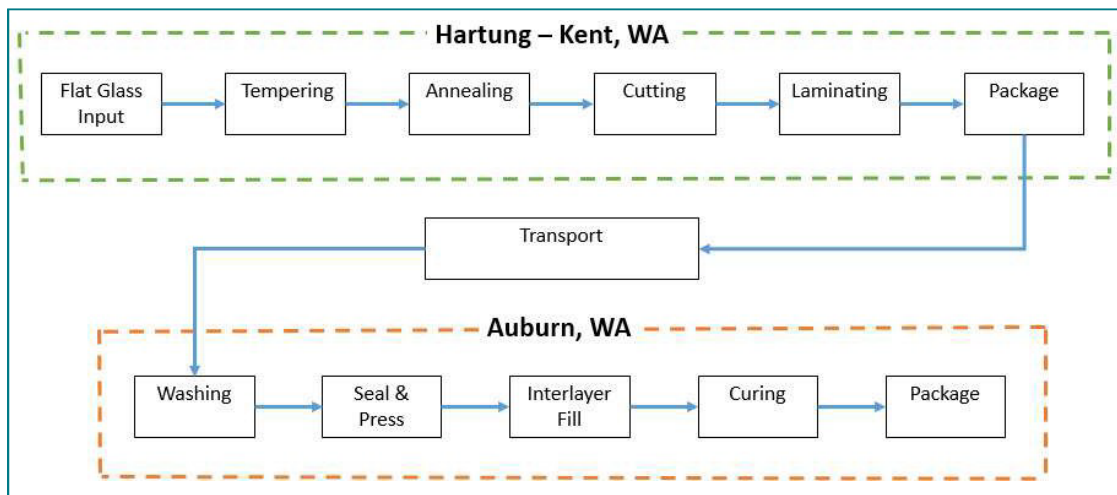 Hartung – Kent, WA
Flat Glass
Input
Tempering
Annealing
Cutting
Laminating
Package
Transport
Auburn, WA
Washing
Seal &
Press
Interlayer
Fill
Curing
Package